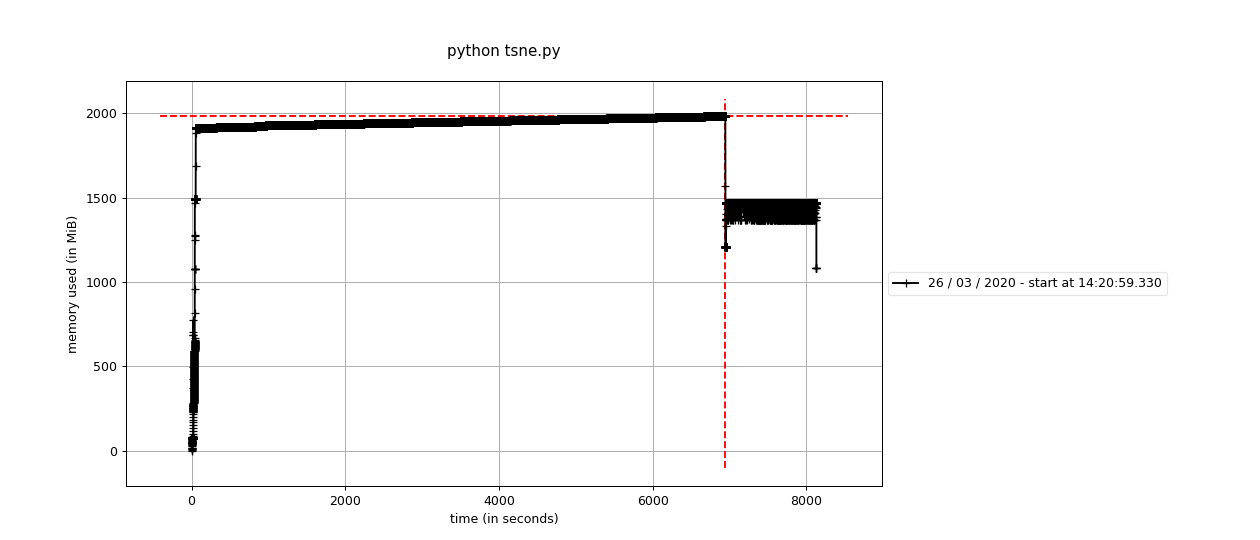 python tsne.py
2000
1500
1000
500
0
memory used (in MiB)
0 2000 4000 6000 8000
time (in seconds)
26 / 03 / 2020 - start at 14:20:59.330